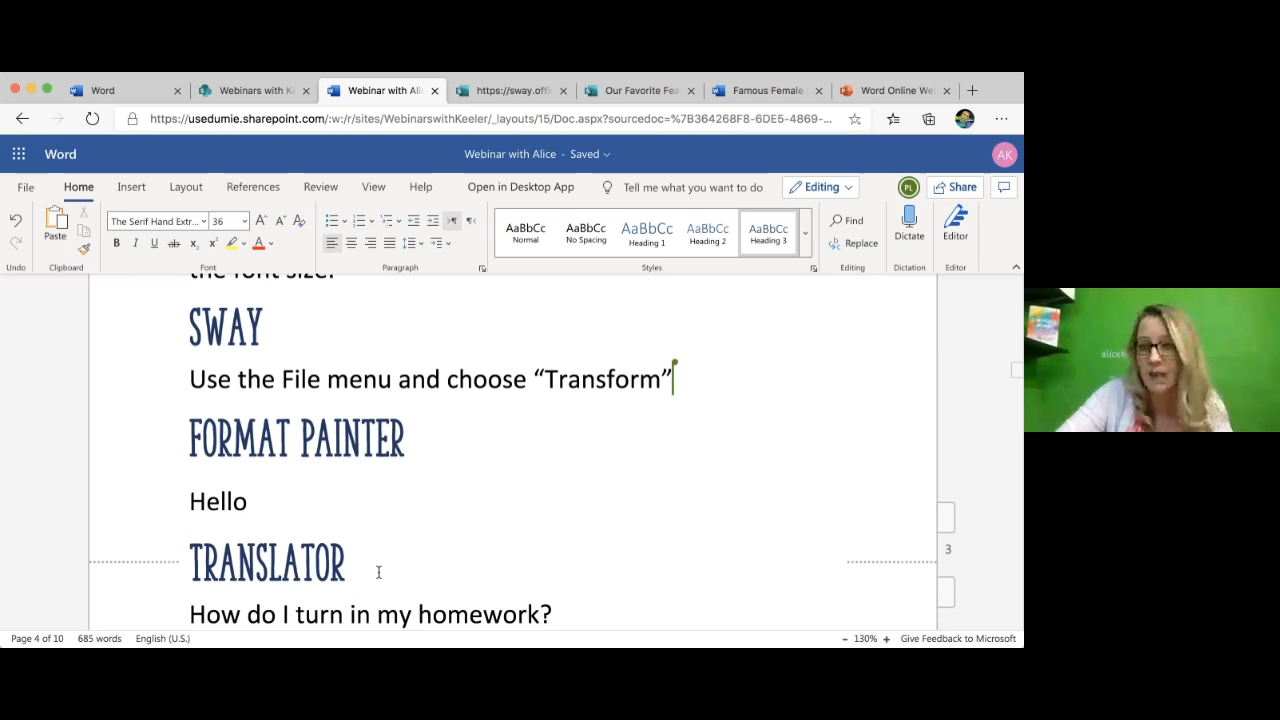 Word
Webinars with K
Webinar with Ali
https://sway.offi
Our Favorite Fea
Famous Female
Word Online We
https://usedumie.sharepoint.com/:w:/r/sites/WebinarswithKeeler/_layouts/15/Doc.aspx?sourcedoc=%7B364268F8-6DE5-4869-...
Word
Webinar with Alice - Saved
AK
File Home Insert Layout References Review View Help Open in Desktop App Tell me what you want to do Editing PL Share
The Serif Hand Extr... 36
Paste
AaBbCc AaBbCc AaBbCc AaBbCc AaBbCc
Normal No Spacing Heading 1 Heading 2 Heading 3
Find
Replace
Dictate
Editor
Undo Clipboard Font Paragraph Styles Editing Dictation Editor
the font size.
SWAY
Use the File menu and choose “Transform”
FORMAT PAINTER
Hello
TRANSLATOR
3
How do I turn in my homework?
Page 4 of 10 685 words English (U.S.) - 130% + Give Feedback to Microsoft